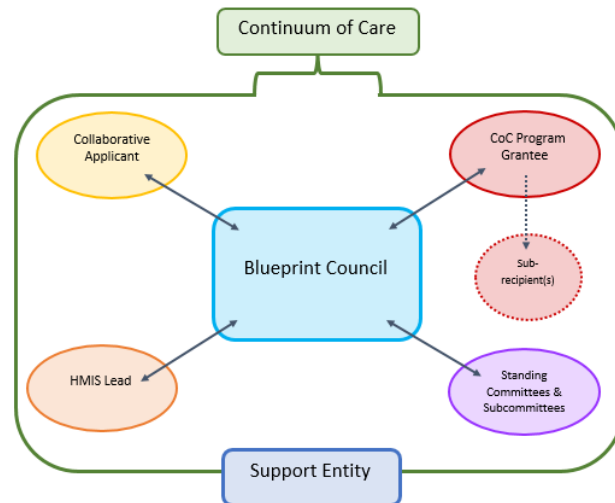 Continuum of Care
Collaborative
Applicant
CoC Program
Grantee
Blueprint Council
Sub-
recipient(s)
HMIS Lead
Standing
Committees &
Subcommittees
Support Entity